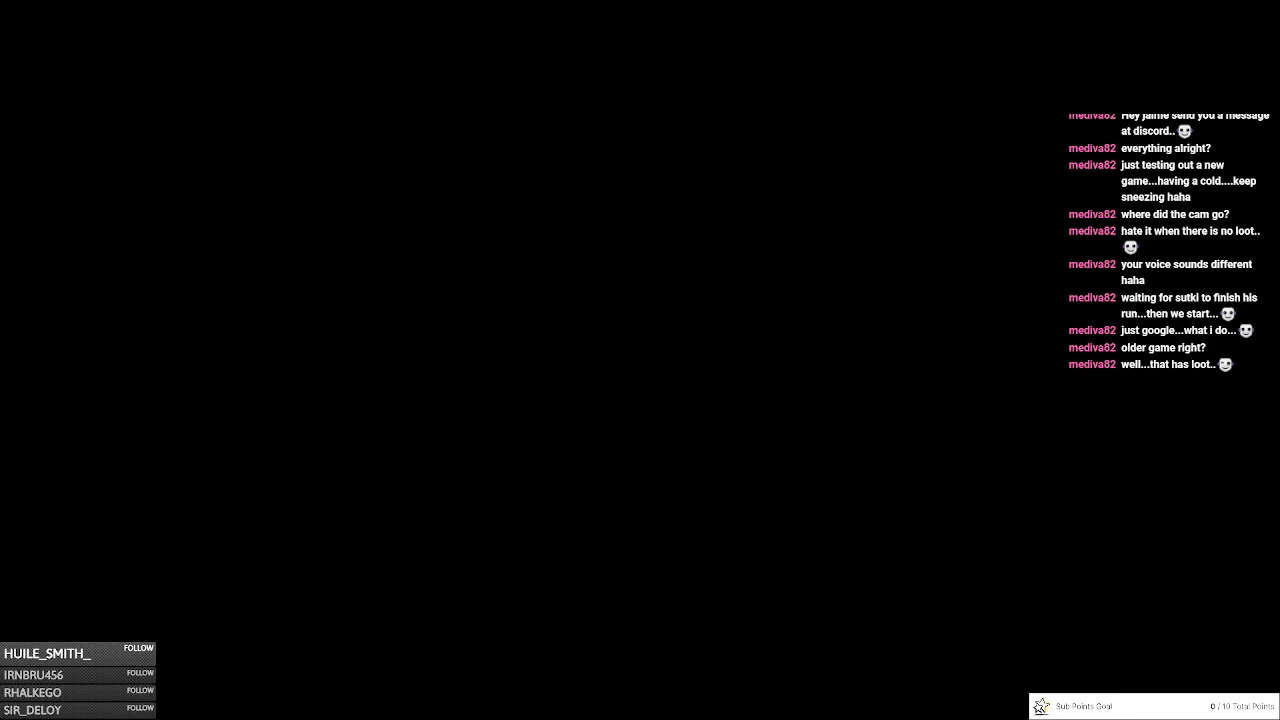 mediva82 Hey jaime send you a message
at discord..
mediva82 everything alright?
mediva82 just testing out a new
game...having a cold....keep
sneezing haha
mediva82 where did the cam go?
mediva82 hate it when there is no loot..
mediva82 your voice sounds different
haha
mediva82 waiting for sutki to finish his
run...then we start...
mediva82 just google...what i do...
mediva82 older game right?
mediva82 well...that has loot..
HUILE_SMITH_ FOLLOW
IRNBRU456 FOLLOW
RHALKEGO FOLLOW
SIR_DELOY FOLLOW
Sub Points Goal 0 / 10 Total Points